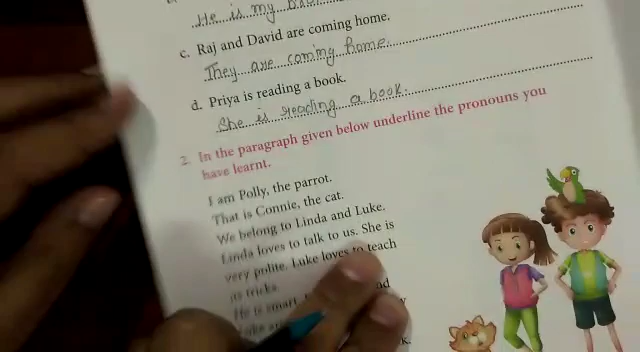 He is my
c. Raj and David are coming home.
They are coming home.
d. Priya is reading a book.
She is reading a book.
2. In the paragraph given below underline the pronouns you
have learnt.
I am Polly, the parrot.
That is Connie, the cat.
We belong to Linda and Luke.
Linda loves to talk to us. She is
very polite. Luke loves to teach
us tricks.
He is smart.